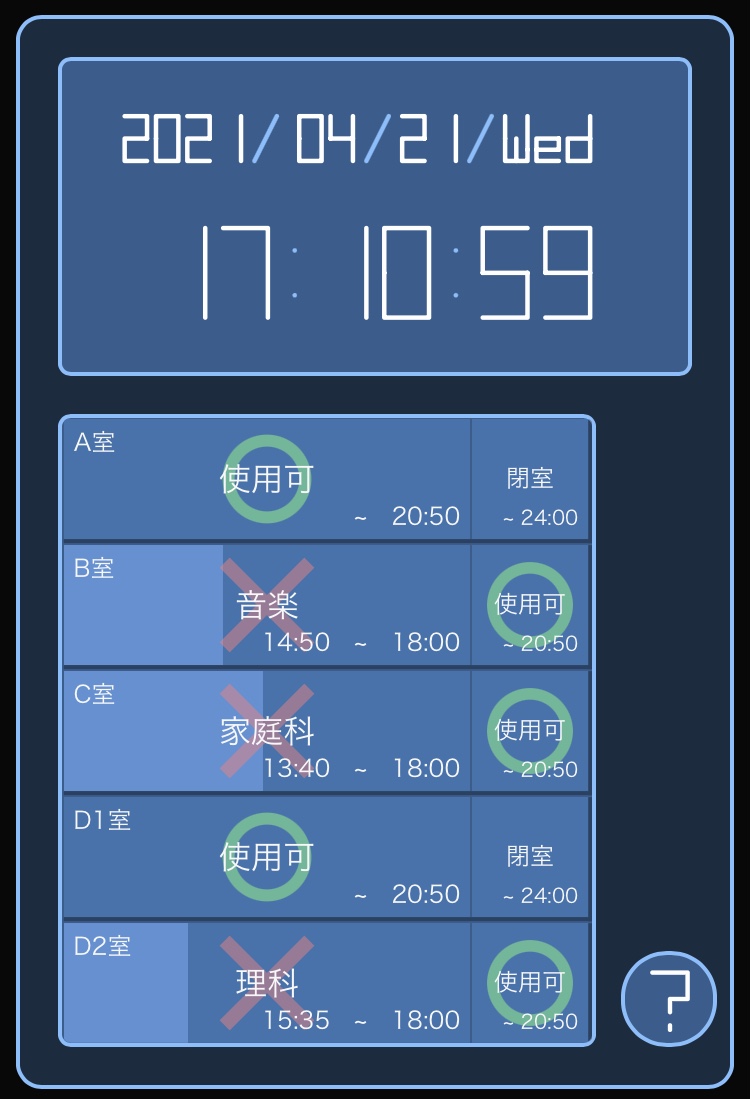 2021/04/21/Wed
17:10:59
A室
使用可
~ 20:50
閉室
~ 24:00
B室
音楽
14:50 ~ 18:00
使用可
~ 20:50
C室
家庭科
13:40 ~ 18:00
使用可
~ 20:50
D1室
使用可
~ 20:50
閉室
~ 24:00
D2室
理科
15:35 ~ 18:00
使用可
~ 20:50
?